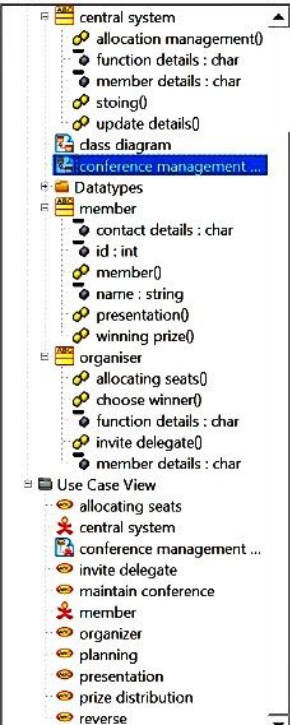 central system
allocation management()
function details : char
member details : char
stoing()
update details()
class diagram
conference management ...
Datatypes
member
contact details : char
id : int
member()
name : string
presentation()
winning prize()
organiser
allocating seats()
choose winner()
function details : char
invite delegate()
member details : char
Use Case View
allocating seats
central system
conference management ...
invite delegate
maintain conference
member
organizer
planning
presentation
prize distribution
reverse